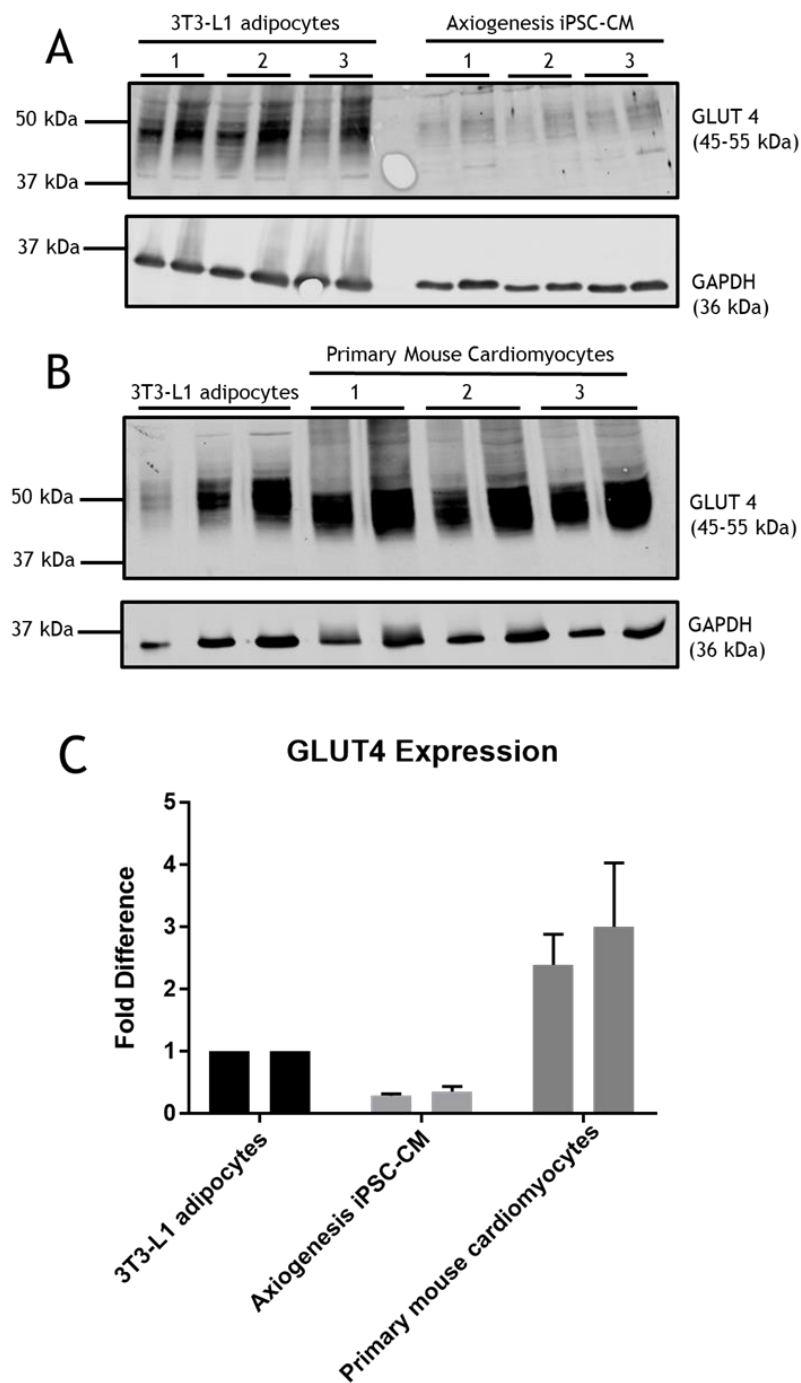 A
3T3-L1 adipocytes
Axiogenesis iPSC-CM
1 2 3 1 2 3
50 kDa
37 kDa
GLUT 4
(45-55 kDa)
37 kDa
GAPDH
(36 kDa)
B
Primary Mouse Cardiomyocytes
3T3-L1 adipocytes 1 2 3
50 kDa
37 kDa
GLUT 4
(45-55 kDa)
37 kDa
GAPDH
(36 kDa)
C
GLUT4 Expression
Fold Difference
5
4
3
2
1
0
3T3-L1 adipocytes
Axiogenesis iPSC-CM
Primary mouse cardiomyocytes